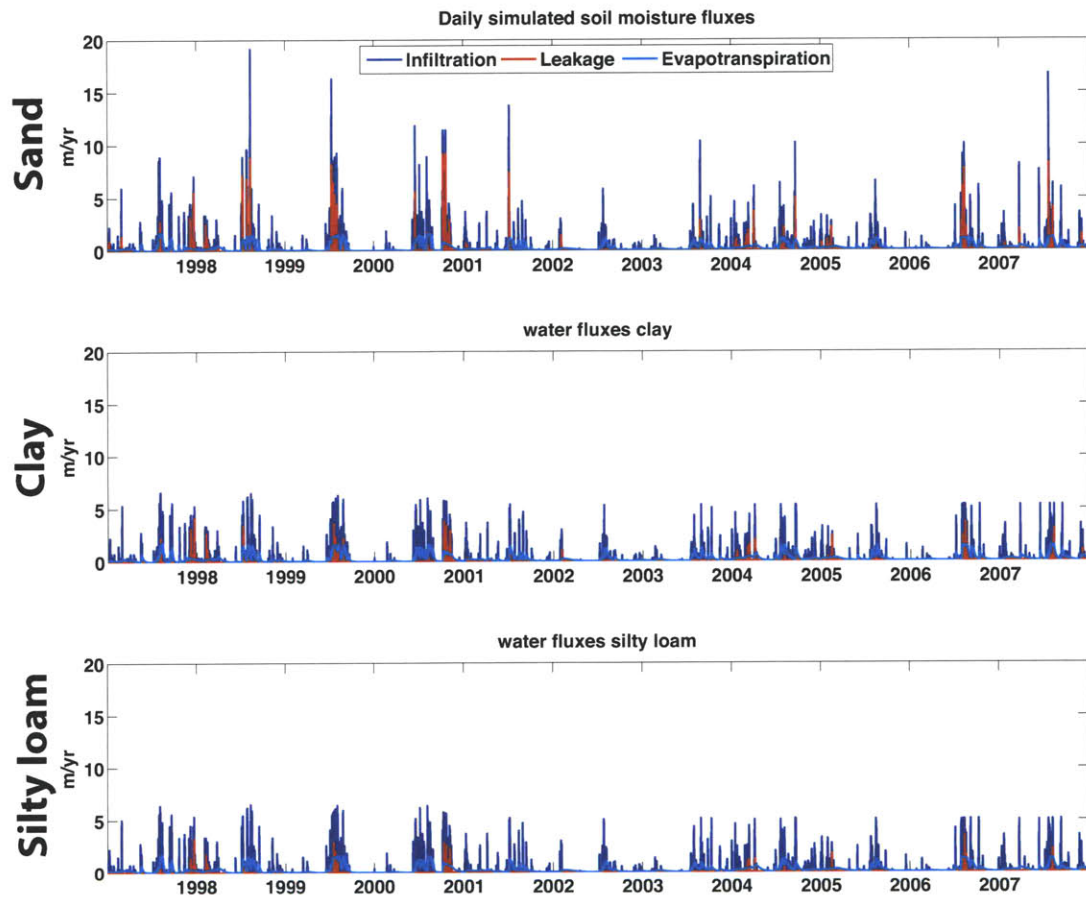 Daily simulated soil moisture fluxes
Infiltration Leakage Evapotranspiration
Sand
m/yr
20
15
10
5
0
1998 1999 2000 2001 2002 2003 2004 2005 2006 2007
water fluxes clay
Clay
m/yr
20
15
10
5
0
1998 1999 2000 2001 2002 2003 2004 2005 2006 2007
water fluxes silty loam
Silty loam
m/yr
20
15
10
5
0
1998 1999 2000 2001 2002 2003 2004 2005 2006 2007